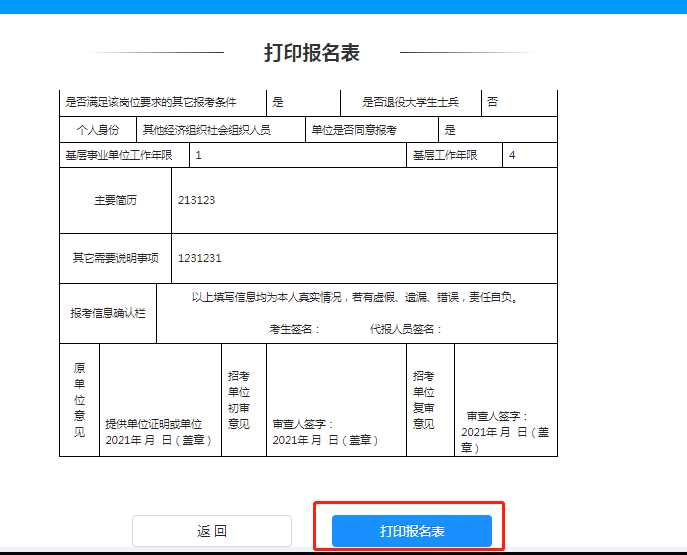 打印报名表
是否满足该岗位要求的其它报考条件 是 是否退役大学生士兵 否
个人身份 其他经济组织社会组织人员 单位是否同意报考 是
基层事业单位工作年限 1 基层工作年限 4
主要简历 213123
其它需要说明事项 1231231
报考信息确认栏
以上填写信息均为本人真实情况，若有虚假、遗漏、错误，责任自负。
考生签名： 代报人员签名：
原
单
位
意
见
提供单位证明或单位
2021年 月 日（盖章）
招考
单位
初审
意见
审查人签字：
2021年 月 日（盖章）
招考
单位
复审
意见
审查人签字：
2021年 月 日（盖
章）
返 回
打印报名表